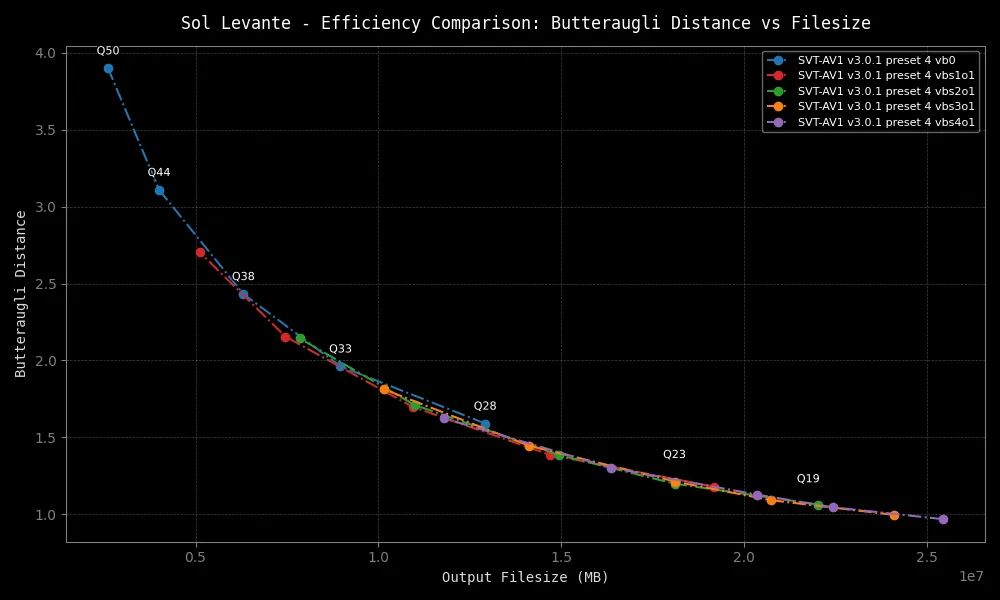 Sol Levante - Efficiency Comparison: Butteraugli Distance vs Filesize
SVT-AV1 v3.0.1 preset 4 vb0
SVT-AV1 v3.0.1 preset 4 vbs1o1
SVT-AV1 v3.0.1 preset 4 vbs2o1
SVT-AV1 v3.0.1 preset 4 vbs3o1
SVT-AV1 v3.0.1 preset 4 vbs4o1
Q50
Q44
Q38
Q33
Q28
Q23
Q19
Butteraugli Distance
4.0
3.5
3.0
2.5
2.0
1.5
1.0
0.5
1.0
1.5
2.0
2.5
1e7
Output Filesize (MB)